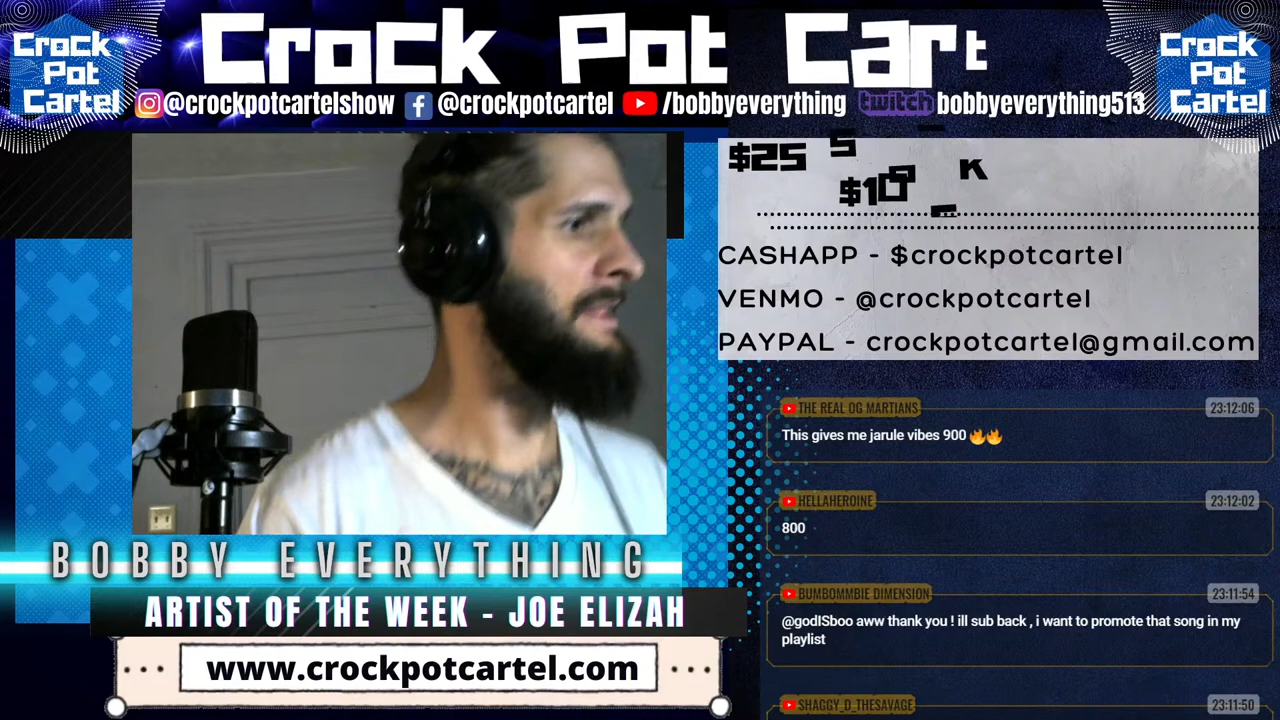 Crock Pot Cart
Crock
Pot
Cartel
Crock
Pot
Cartel
@crockpotcartelshow @crockpotcartel /bobbyeverything twitch bobbyeverything513
$25 S
$10 K
CASHAPP - $crockpotcartel
VENMO - @crockpotcartel
PAYPAL - crockpotcartel@gmail.com
THE REAL OG MARTIANS 23:12:06
This gives me jarule vibes 900 🔥🔥
HELLAHEROINE 23:12:02
800
BUMBOMMBIE DIMENSION 23:11:54
@godISboo aww thank you ! ill sub back , i want to promote that song in my
playlist
SHAGGY_D_THESAVAGE 23:11:50
BOBBY EVERYTHING
ARTIST OF THE WEEK - JOE ELIZAH
www.crockpotcartel.com